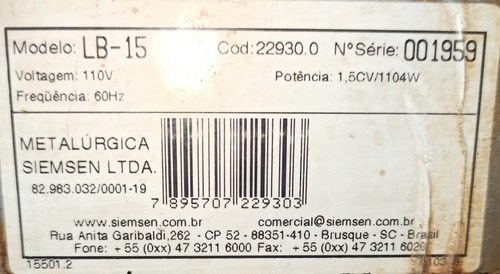 Modelo: LB-15 Cod: 22930.0 N° Série: 001959
Voltagem: 110V Potência: 1,5CV/1104W
Freqüência: 60Hz
METALÚRGICA
SIEMSEN LTDA.
82.983.032/0001-19
7 895707 229303
www.siemsen.com.br comercial@siemsen.com.br
Rua Anita Garibaldi,262 - CP 52 - 88351-410 - Brusque - SC - Brasil
Fone: + 55 (0xx) 47 3211 6000 Fax: + 55 (0xx) 47 3211 6020
15501.2